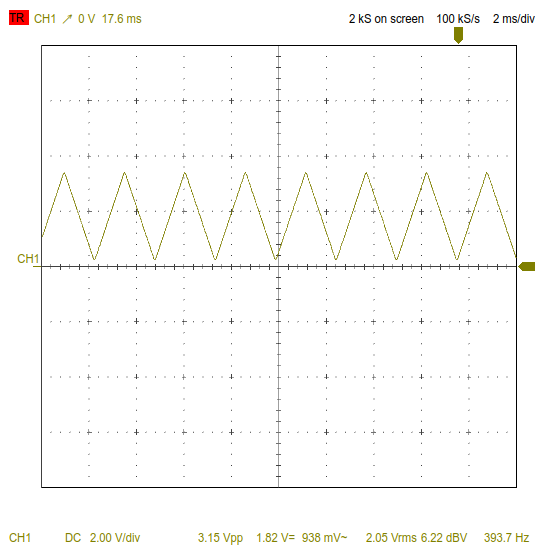 TR CH1 0 V 17.6 ms 2 kS on screen 100 kS/s 2 ms/div
CH1
CH1 DC 2.00 V/div 3.15 Vpp 1.82 V= 938 mV~ 2.05 Vrms 6.22 dBV 393.7 Hz